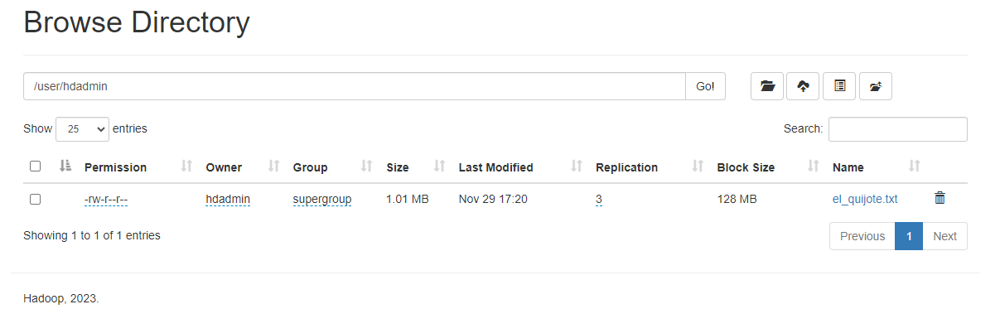 Browse Directory
/user/hdadmin Go!
Show 25 entries Search:
Permission Owner Group Size Last Modified Replication Block Size Name
-rw-r--r-- hdadmin supergroup 1.01 MB Nov 29 17:20 3 128 MB el_quijote.txt
Showing 1 to 1 of 1 entries Previous 1 Next
Hadoop, 2023.